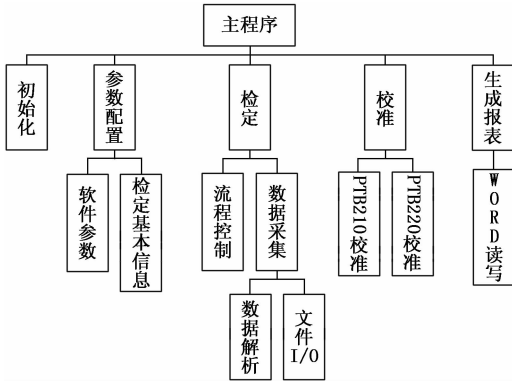 主程序
初始化
参数配置
检定
校准
生成报表
软件参数
检定基本信息
流程控制
数据采集
PTB210校准
PTB220校准
WORD读写
数据解析
文件I/O